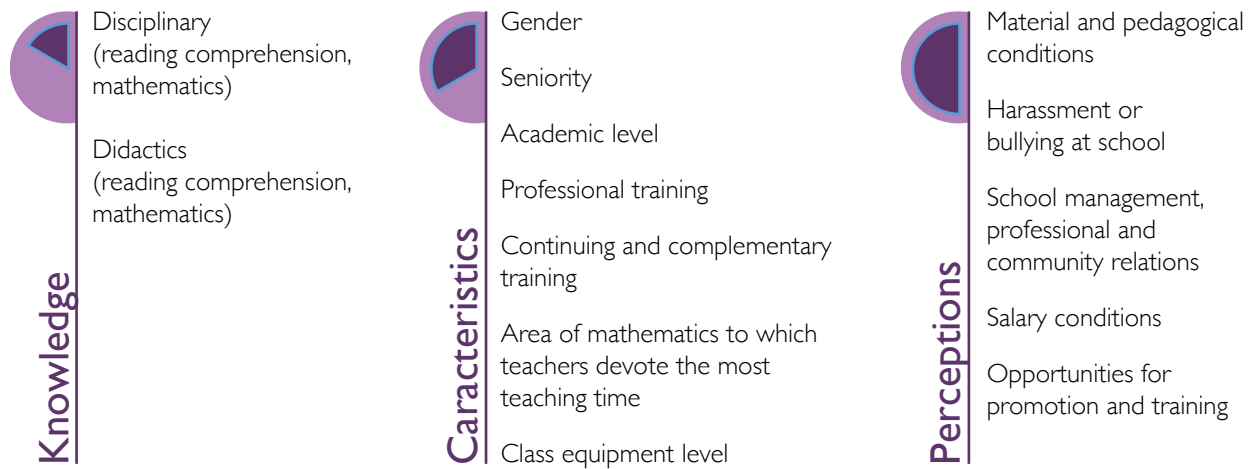 Knowledge
Disciplinary
(reading comprehension,
mathematics)
Didactics
(reading comprehension,
mathematics)
Caracteristics
Gender
Seniority
Academic level
Professional training
Continuing and complementary
training
Area of mathematics to which
teachers devote the most
teaching time
Class equipment level
Perceptions
Material and pedagogical
conditions
Harassment or
bullying at school
School management,
professional and
community relations
Salary conditions
Opportunities for
promotion and training